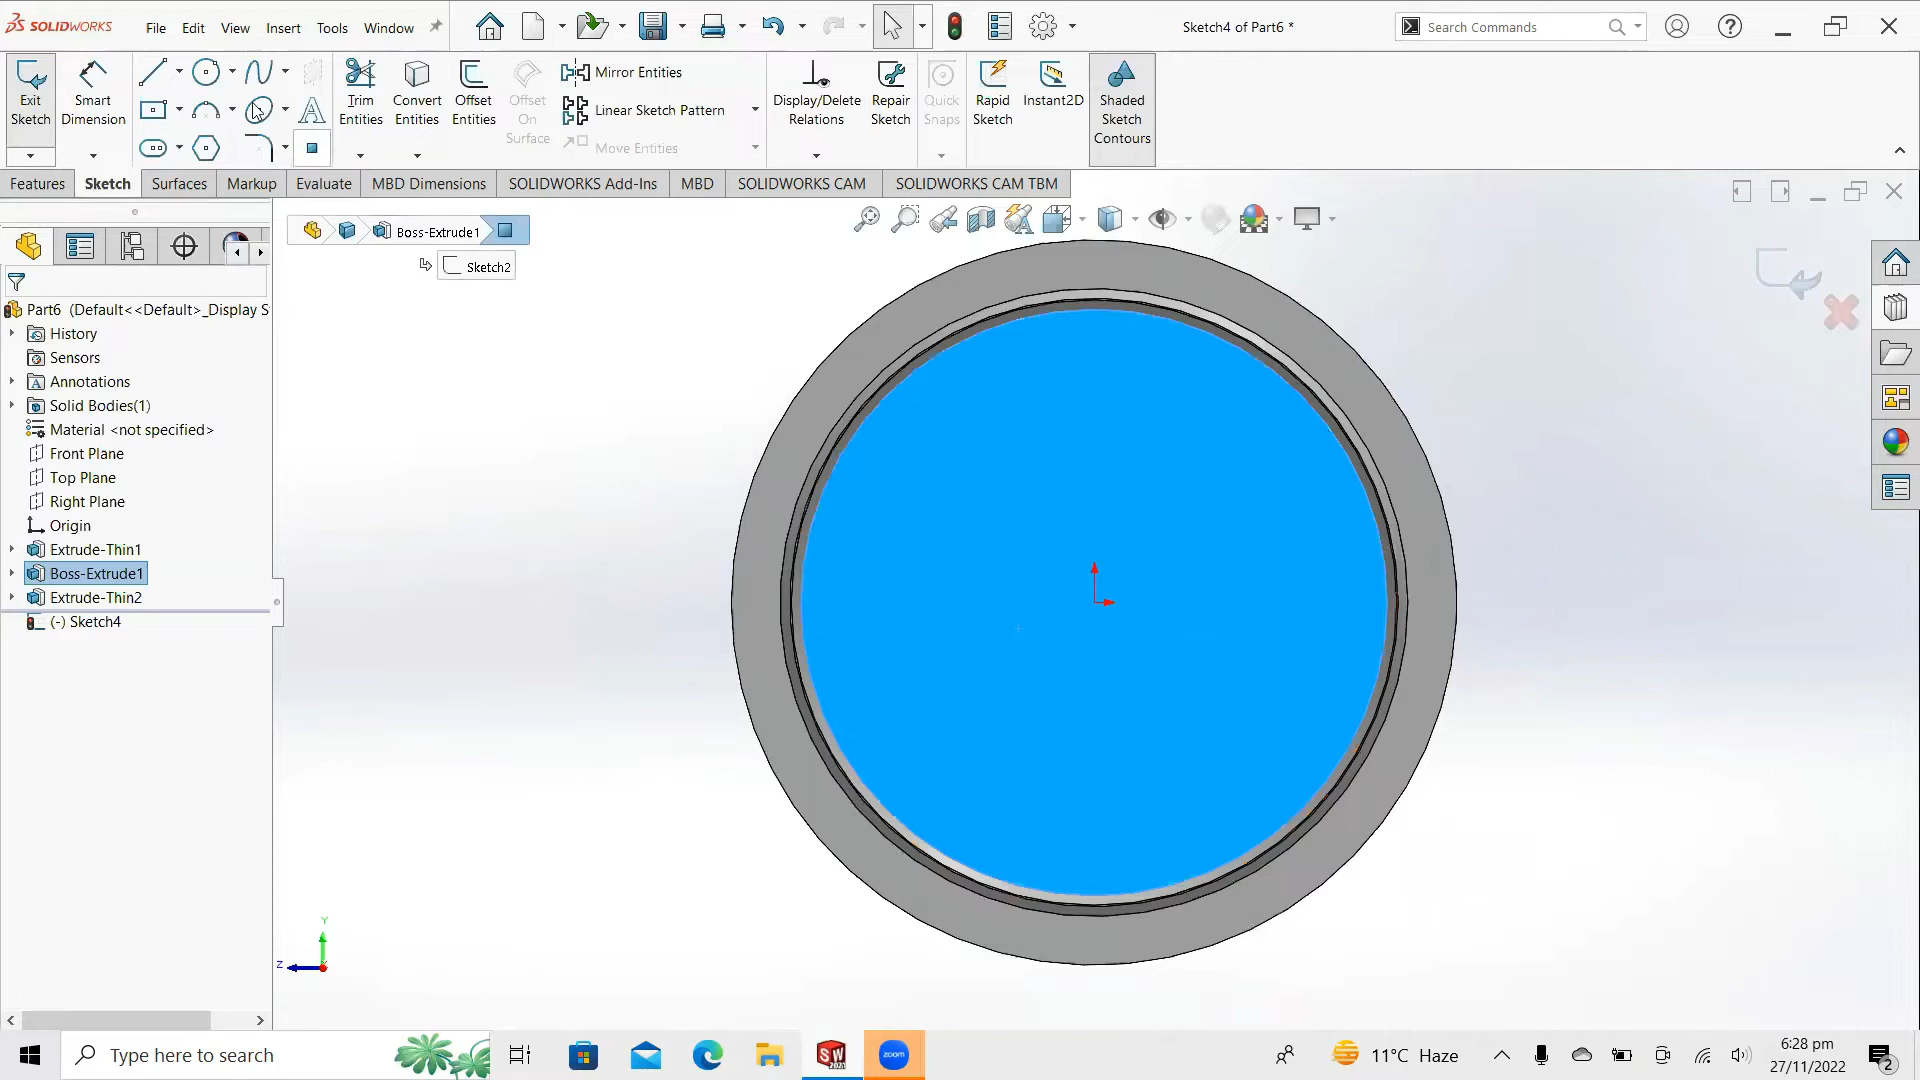 SOLIDWORKS
File Edit View Insert Tools Window
Sketch4 of Part6 *
Search Commands
Exit Sketch
Smart Dimension
Trim Entities
Convert Entities
Offset Entities
Offset On Surface
Mirror Entities
Linear Sketch Pattern
Move Entities
Display/Delete Relations
Repair Sketch
Quick Snaps
Rapid Sketch
Instant2D
Shaded Sketch Contours
Features Sketch Surfaces Markup Evaluate MBD Dimensions SOLIDWORKS Add-Ins MBD SOLIDWORKS CAM SOLIDWORKS CAM TBM
Boss-Extrude1
Sketch2
Part6 (Default<<Default>_Display S
History
Sensors
Annotations
Solid Bodies(1)
Material <not specified>
Front Plane
Top Plane
Right Plane
Origin
Extrude-Thin1
Boss-Extrude1
Extrude-Thin2
(-) Sketch4
Y
Z
Type here to search
SW
2021
zoom
11°C Haze
6:28 pm
27/11/2022
2